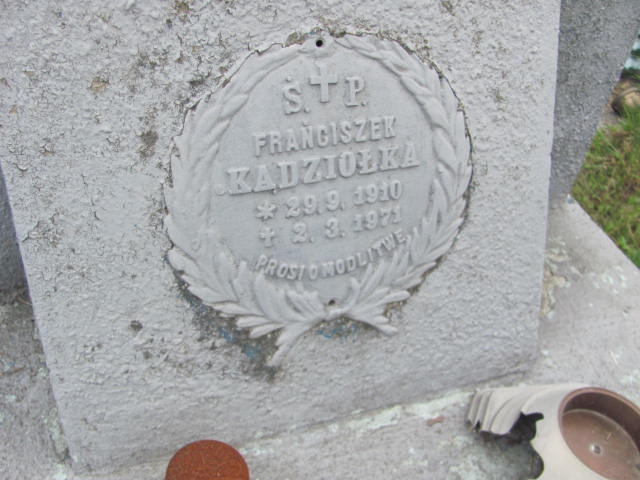 Ś. ✝ P.
FRANCISZEK
KĄDZIOŁKA
* 29. 9. 1910
✝ 2. 3. 1971
PROSI O MODLITWĘ